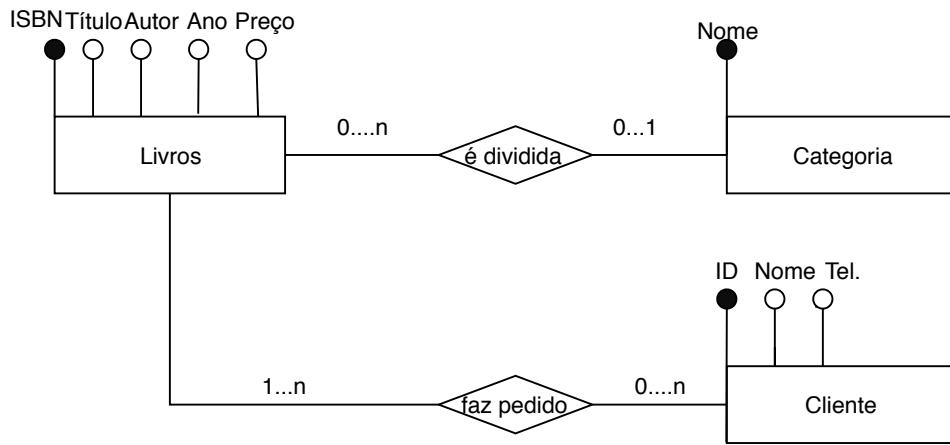 ISBN Título Autor Ano Preço
Nome
0....n
0...1
Livros
é dividida
Categoria
ID Nome Tel.
1...n
0....n
faz pedido
Cliente